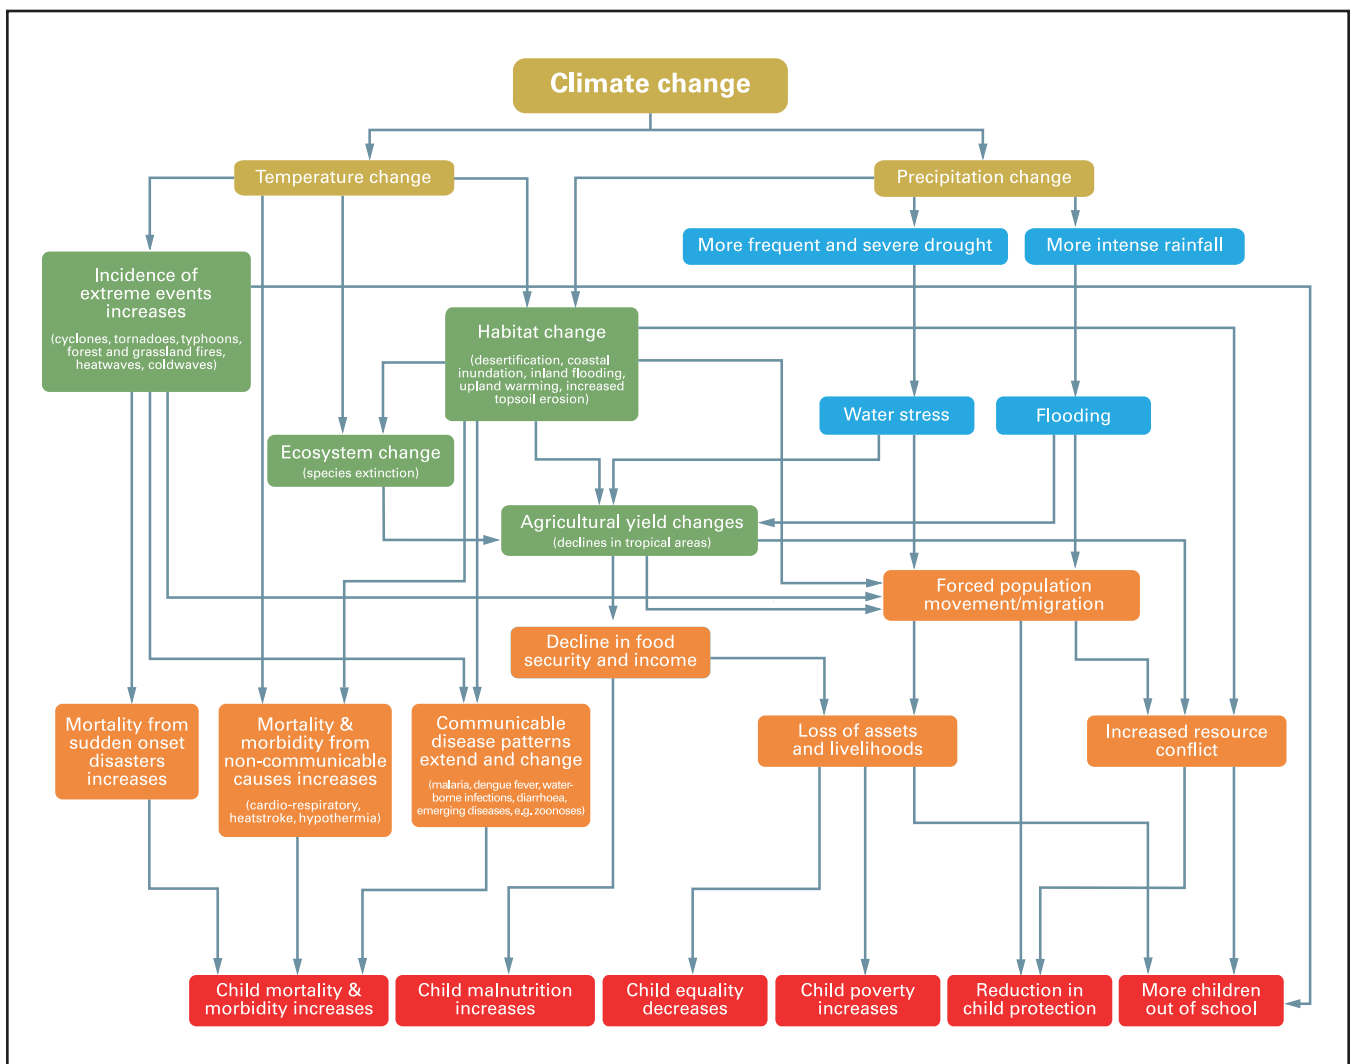 Climate change
Temperature change
Precipitation change
More frequent and severe drought
More intense rainfall
Incidence of
extreme events
increases
(cyclones, tornadoes, typhoons,
forest and grassland fires,
heatwaves, coldwaves)
Habitat change
(desertification, coastal
inundation, inland flooding,
upland warming, increased
topsoil erosion)
Water stress
Flooding
Ecosystem change
(species extinction)
Agricultural yield changes
(declines in tropical areas)
Forced population
movement/migration
Decline in food
security and income
Mortality from
sudden onset
disasters
increases
Mortality &
morbidity from
non-communicable
causes increases
(cardio-respiratory,
heatstroke, hypothermia)
Communicable
disease patterns
extend and change
(malaria, dengue fever, water-
borne infections, diarrhoea,
emerging diseases, e.g. zoonoses)
Loss of assets
and livelihoods
Increased resource
conflict
Child mortality &
morbidity increases
Child malnutrition
increases
Child equality
decreases
Child poverty
increases
Reduction in
child protection
More children
out of school